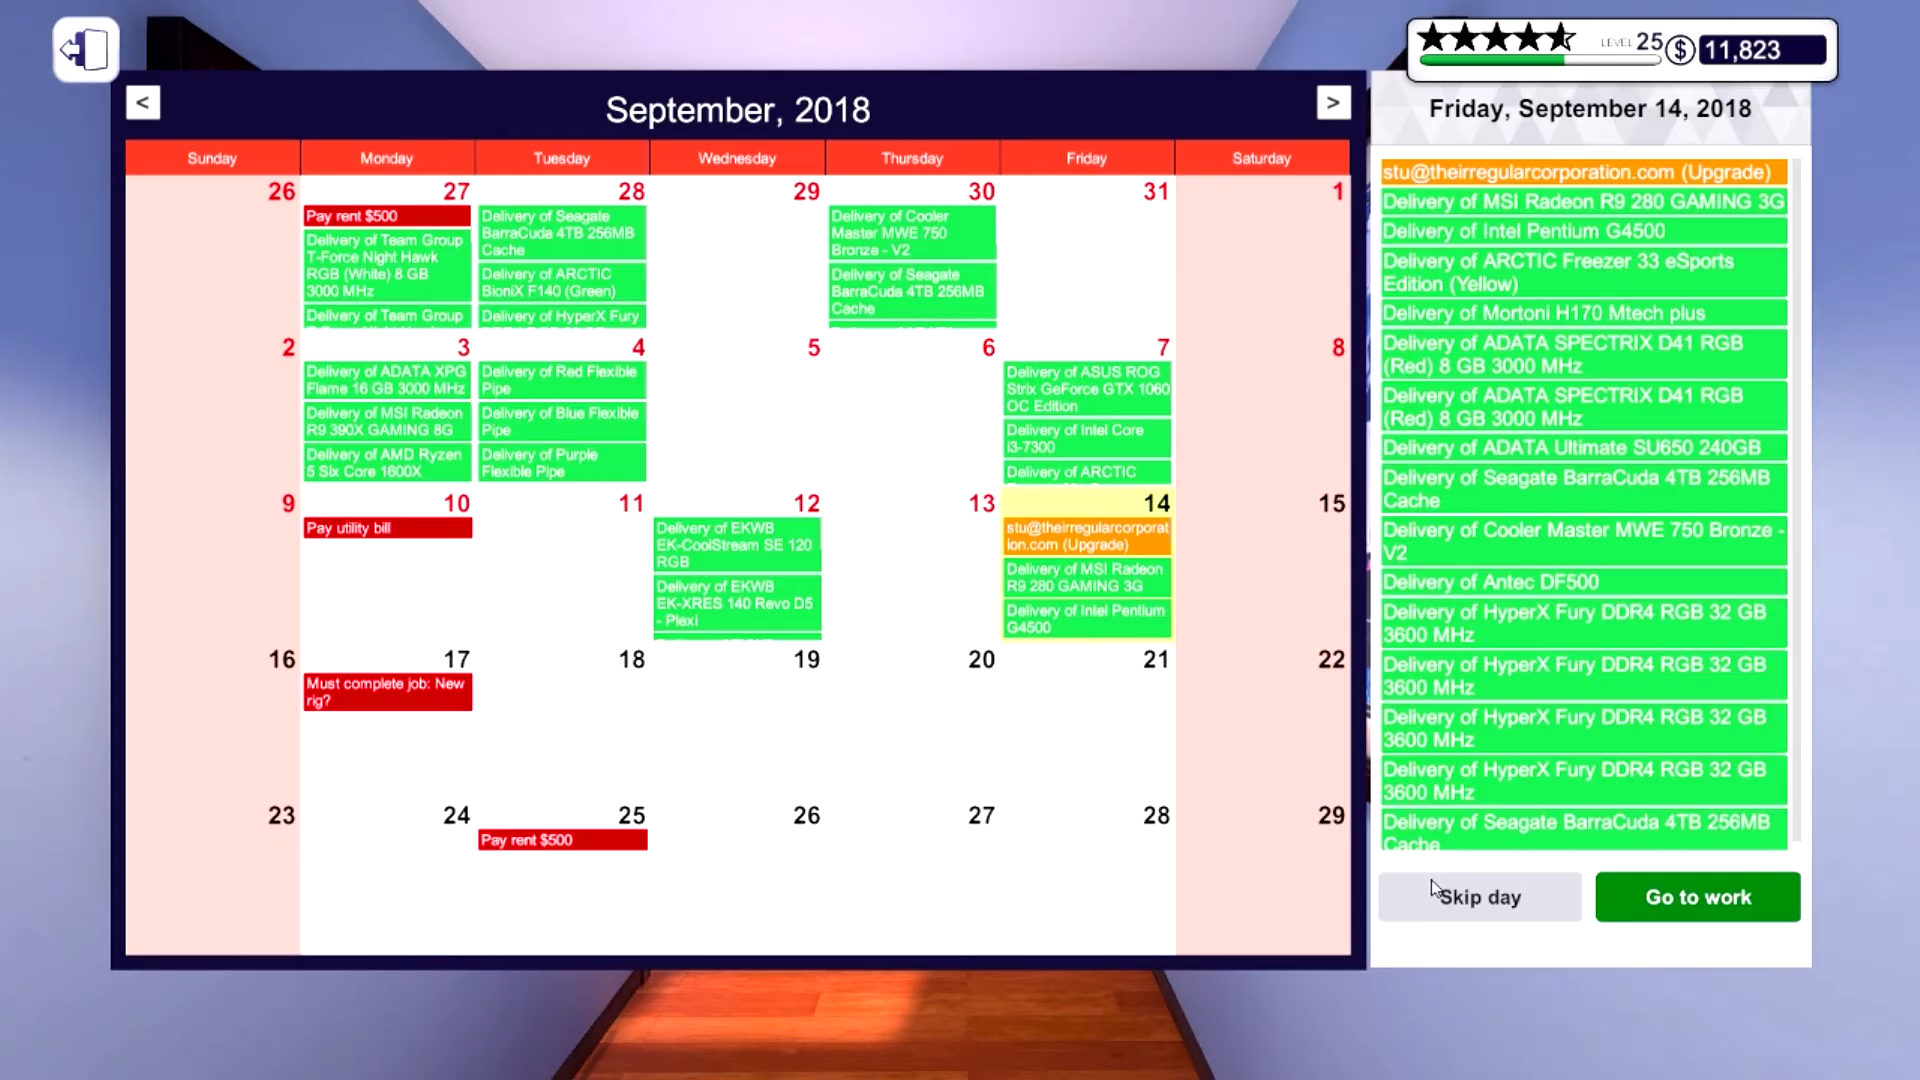 LEVEL 25 $ 11,823
< September, 2018 >
Friday, September 14, 2018
Sunday Monday Tuesday Wednesday Thursday Friday Saturday
26 27 28 29 30 31 1
Pay rent $500
Delivery of Team Group
T-Force Night Hawk
RGB (White) 8 GB
3000 MHz
Delivery of Team Group
Delivery of Seagate
BarraCuda 4TB 256MB
Cache
Delivery of ARCTIC
BioniX F140 (Green)
Delivery of HyperX Fury
Delivery of Cooler
Master MWE 750
Bronze - V2
Delivery of Seagate
BarraCuda 4TB 256MB
Cache
2 3 4 5 6 7 8
Delivery of ADATA XPG
Flame 16 GB 3000 MHz
Delivery of MSI Radeon
R9 390X GAMING 8G
Delivery of AMD Ryzen
5 Six Core 1600X
Delivery of Red Flexible
Pipe
Delivery of Blue Flexible
Pipe
Delivery of Purple
Flexible Pipe
Delivery of ASUS ROG
Strix GeForce GTX 1060
OC Edition
Delivery of Intel Core
i3-7300
Delivery of ARCTIC
9 10 11 12 13 14 15
Pay utility bill
Delivery of EKWB
EK-CoolStream SE 120
RGB
Delivery of EKWB
EK-XRES 140 Revo D5
- Plexi
stu@theirregularcorporat
ion.com (Upgrade)
Delivery of MSI Radeon
R9 280 GAMING 3G
Delivery of Intel Pentium
G4500
16 17 18 19 20 21 22
Must complete job: New
rig?
23 24 25 26 27 28 29
Pay rent $500
stu@theirregularcorporation.com (Upgrade)
Delivery of MSI Radeon R9 280 GAMING 3G
Delivery of Intel Pentium G4500
Delivery of ARCTIC Freezer 33 eSports
Edition (Yellow)
Delivery of Mortoni H170 Mtech plus
Delivery of ADATA SPECTRIX D41 RGB
(Red) 8 GB 3000 MHz
Delivery of ADATA SPECTRIX D41 RGB
(Red) 8 GB 3000 MHz
Delivery of ADATA Ultimate SU650 240GB
Delivery of Seagate BarraCuda 4TB 256MB
Cache
Delivery of Cooler Master MWE 750 Bronze -
V2
Delivery of Antec DF500
Delivery of HyperX Fury DDR4 RGB 32 GB
3600 MHz
Delivery of HyperX Fury DDR4 RGB 32 GB
3600 MHz
Delivery of HyperX Fury DDR4 RGB 32 GB
3600 MHz
Delivery of HyperX Fury DDR4 RGB 32 GB
3600 MHz
Delivery of Seagate BarraCuda 4TB 256MB
Cache
Skip day Go to work